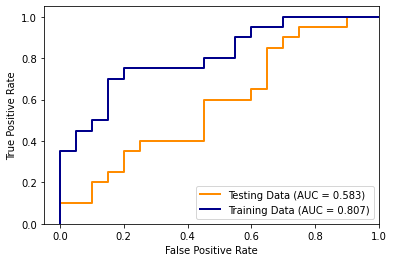 1.0
0.8
0.6
0.4
0.2
0.0
True Positive Rate
0.0 0.2 0.4 0.6 0.8 1.0
False Positive Rate
Testing Data (AUC = 0.583)
Training Data (AUC = 0.807)